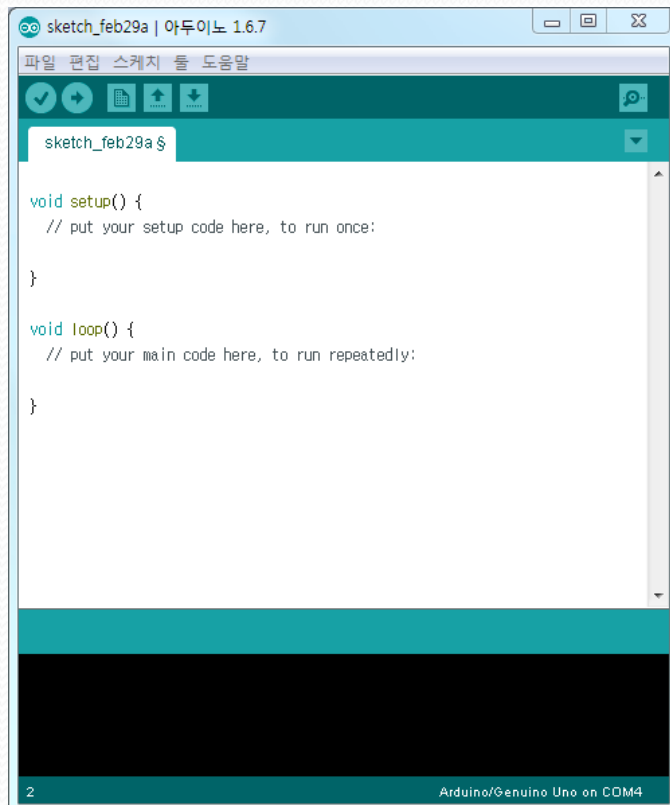 sketch_feb29a | 아두이노 1.6.7
파일 편집 스케치 툴 도움말
sketch_feb29a §
void setup() {
// put your setup code here, to run once:
}
void loop() {
// put your main code here, to run repeatedly:
}
2 Arduino/Genuino Uno on COM4